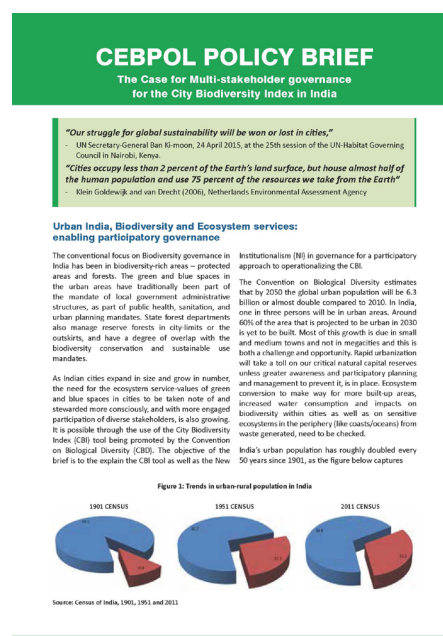 CEBPOL POLICY BRIEF
The Case for Multi-stakeholder governance
for the City Biodiversity Index in India
"Our struggle for global sustainability will be won or lost in cities,"
- UN Secretary-General Ban Ki-moon, 24 April 2015, at the 25th session of the UN-Habitat Governing
Council in Nairobi, Kenya.
"Cities occupy less than 2 percent of the Earth's land surface, but house almost half of
the human population and use 75 percent of the resources we take from the Earth"
- Klein Goldewijk and van Drecht (2006), Netherlands Environmental Assessment Agency
Urban India, Biodiversity and Ecosystem services:
enabling participatory governance
The conventional focus on Biodiversity governance in
India has been in biodiversity-rich areas – protected
areas and forests. The green and blue spaces in
the urban areas have traditionally been part of
the mandate of local government administrative
structures, as part of public health, sanitation, and
urban planning mandates. State forest departments
also manage reserve forests in city-limits or the
outskirts, and have a degree of overlap with the
biodiversity conservation and sustainable use
mandates.
As Indian cities expand in size and grow in number,
the need for the ecosystem service-values of green
and blue spaces in cities to be taken note of and
stewarded more consciously, and with more engaged
participation of diverse stakeholders, is also growing.
It is possible through the use of the City Biodiversity
Index (CBI) tool being promoted by the Convention
on Biological Diversity (CBD). The objective of the
brief is to the explain the CBI tool as well as the New
Institutionalism (NI) in governance for a participatory
approach to operationalizing the CBI.
The Convention on Biological Diversity estimates
that by 2050 the global urban population will be 6.3
billion or almost double compared to 2010. In India,
one in three persons will be in urban areas. Around
60% of the area that is projected to be urban in 2030
is yet to be built. Most of this growth is due in small
and medium towns and not in megacities and this is
both a challenge and opportunity. Rapid urbanization
will take a toll on our critical natural capital reserves
unless greater awareness and participatory planning
and management to prevent it, is in place. Ecosystem
conversion to make way for more built-up areas,
increased water consumption and impacts on
biodiversity within cities as well as on sensitive
ecosystems in the periphery (like coasts/oceans) from
waste generated, need to be checked.
India's urban population has roughly doubled every
50 years since 1901, as the figure below captures
Figure 1: Trends in urban-rural population in India
1901 CENSUS
1951 CENSUS
2011 CENSUS
Source: Census of India, 1901, 1951 and 2011